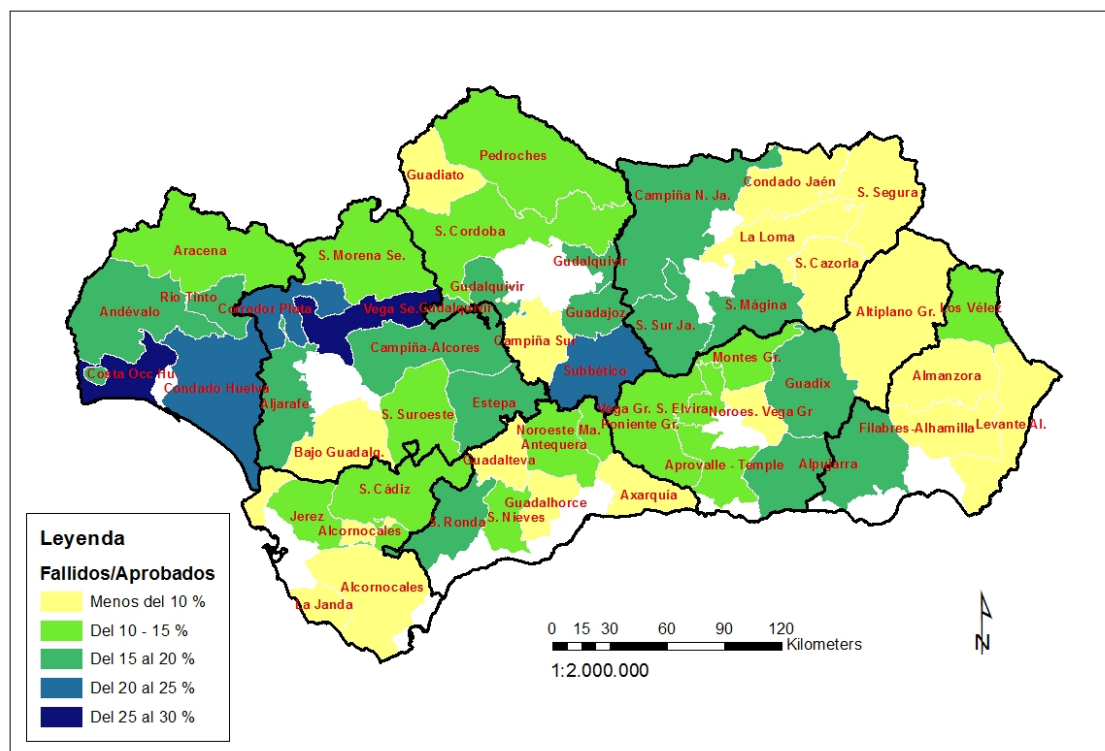 Pedroches
Guadiato
Condado Jaén
Campiña N. Ja.
S. Segura
S. Cordoba
La Loma
Aracena
S. Morena Se.
Gudalquivir
S. Cazorla
Gudalquivir
Río Tinto
Corredor Plata
Vega Se.
Gudalquivir
Andévalo
Guadajoz
S. Mágina
Altiplano Gr.
Los Vélez
S. Sur Ja.
Campiña Sur
Campiña-Alcores
Montes Gr.
Costa Occ Hu
Condado Huelva
Subbético
Almanzora
Guadix
Aljarafe
Estepa
S. Suroeste
Vega Gr. S. Elvira
Noroes. Vega Gr
Poniente Gr.
Noroeste Ma.
Filabres-Alhamilla
Levante Al.
Antequera
Bajo Guadalq.
Guadalteva
Aprovalle - Temple
Alpujarra
S. Cádiz
Guadalhorce
Axarquía
Jerez
S. Ronda
S. Nieves
Alcornocales
Alcornocales
La Janda
Leyenda
Fallidos/Aprobados
Menos del 10 %
Del 10 - 15 %
Del 15 al 20 %
Del 20 al 25 %
Del 25 al 30 %
0 15 30 60 90 120
Kilometers
1:2.000.000
N